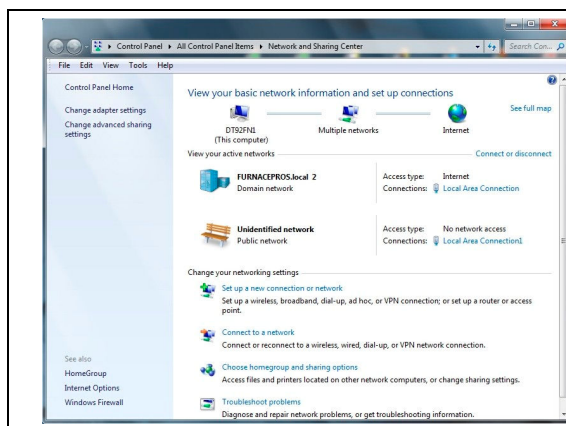 Control Panel ▸ All Control Panel Items ▸ Network and Sharing Center
Search Con...
File Edit View Tools Help
Control Panel Home
Change adapter settings
Change advanced sharing
settings
See also
HomeGroup
Internet Options
Windows Firewall
View your basic network information and set up connections
See full map
DT92FN1
(This computer)
Multiple networks
Internet
View your active networks
Connect or disconnect
FURNACEPROS.local 2
Domain network
Access type: Internet
Connections: Local Area Connection
Unidentified network
Public network
Access type: No network access
Connections: Local Area Connection1
Change your networking settings
Set up a new connection or network
Set up a wireless, broadband, dial-up, ad hoc, or VPN connection; or set up a router or access
point.
Connect to a network
Connect or reconnect to a wireless, wired, dial-up, or VPN network connection.
Choose homegroup and sharing options
Access files and printers located on other network computers, or change sharing settings.
Troubleshoot problems
Diagnose and repair network problems, or get troubleshooting information.